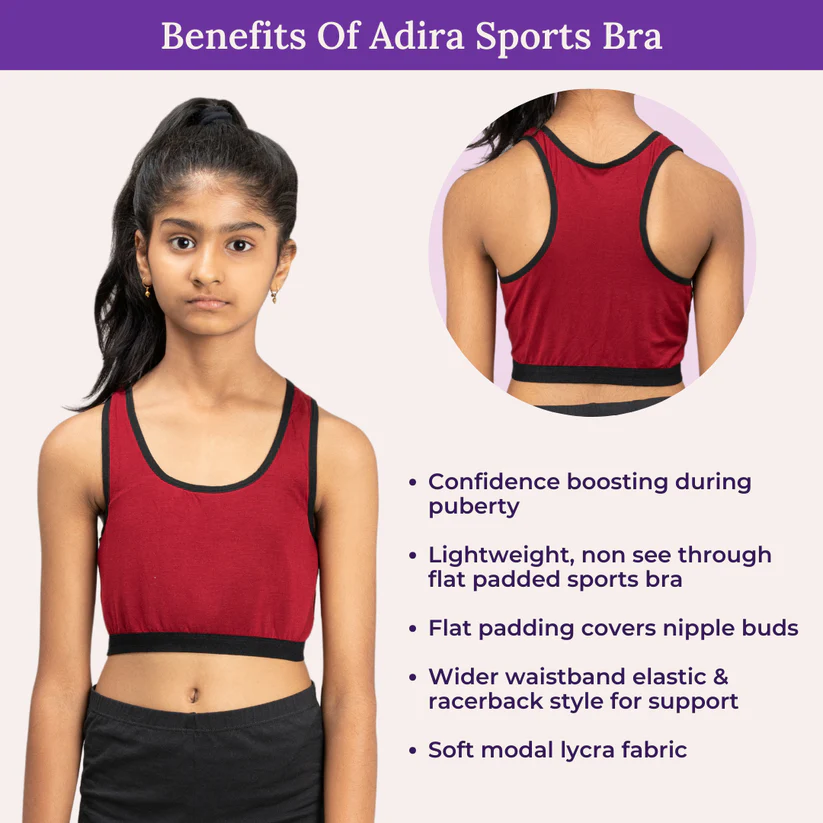 Benefits Of Adira Sports Bra
• Confidence boosting during
puberty
• Lightweight, non see through
flat padded sports bra
• Flat padding covers nipple buds
• Wider waistband elastic &
racerback style for support
• Soft modal lycra fabric